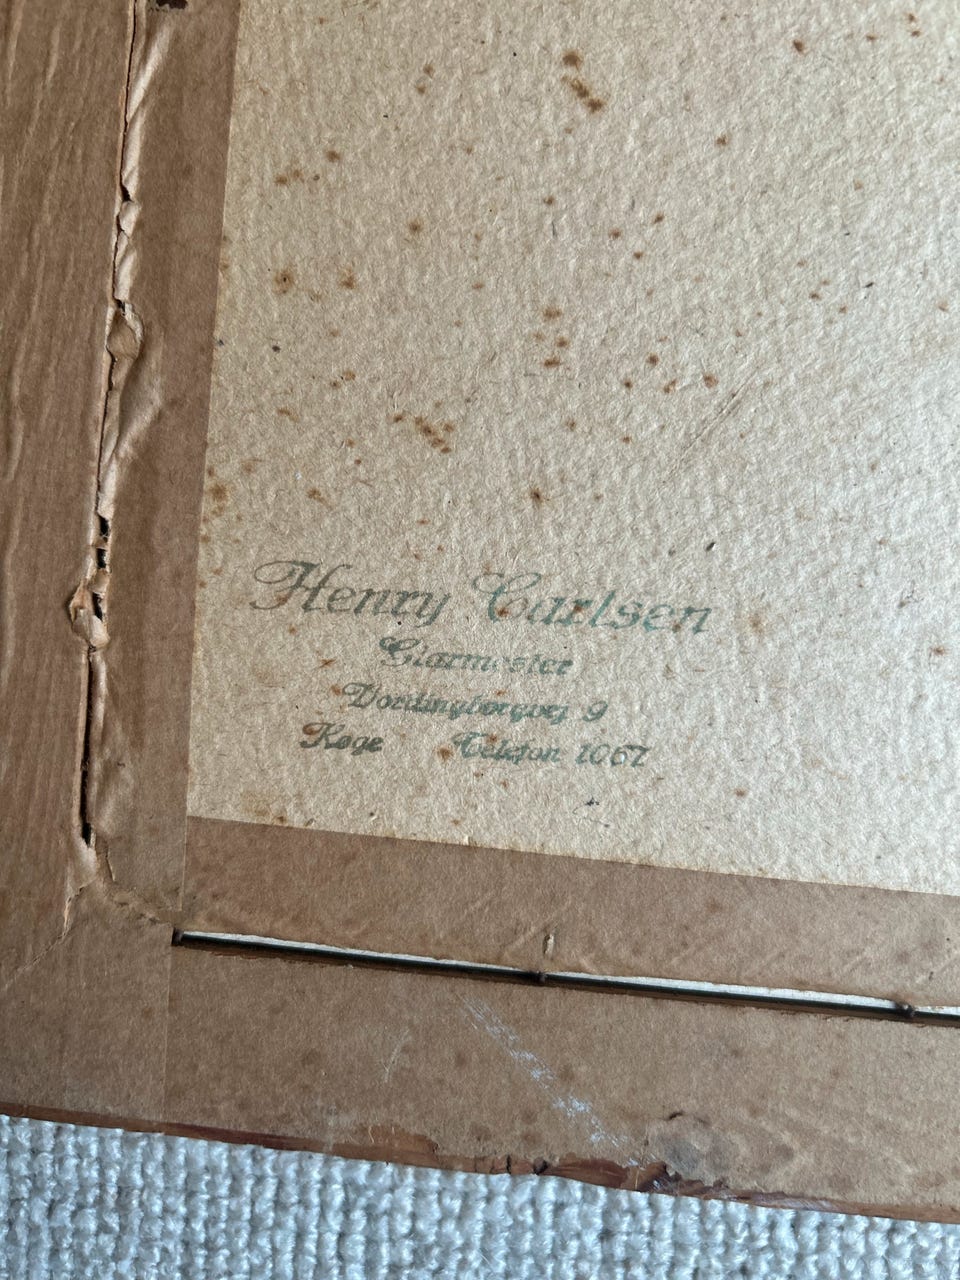 Henry Carlsen
Glarmester
Vordingborgvej 9
Køge Telefon 1067